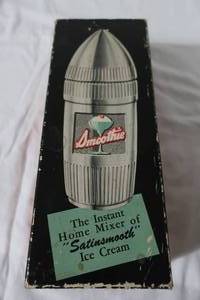 Smoothie
The Instant
Home Mixer of
"Satinsmooth"
Ice Cream